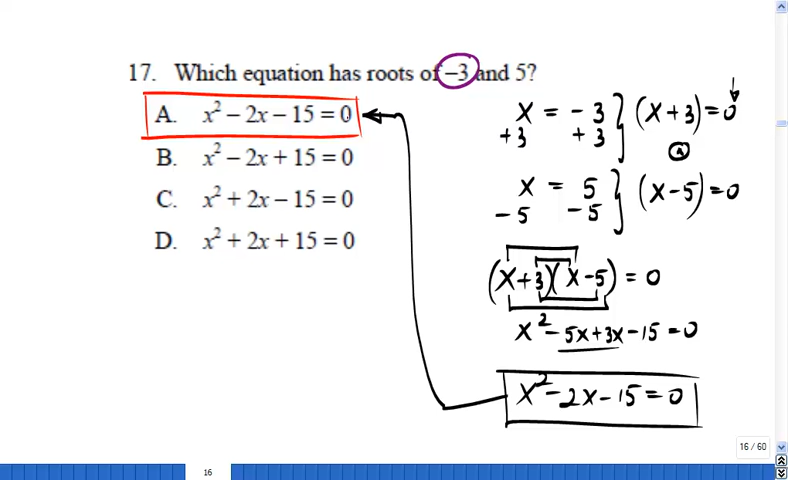 17. Which equation has roots of −3 and 5?
A. x² − 2x − 15 = 0
B. x² − 2x + 15 = 0
C. x² + 2x − 15 = 0
D. x² + 2x + 15 = 0
x = -3 } (x+3) = 0
+3 +3
x = 5 } (x-5) = 0
-5 -5
(x+3)(x-5) = 0
x² - 5x + 3x - 15 = 0
x² - 2x - 15 = 0
16 / 60
16